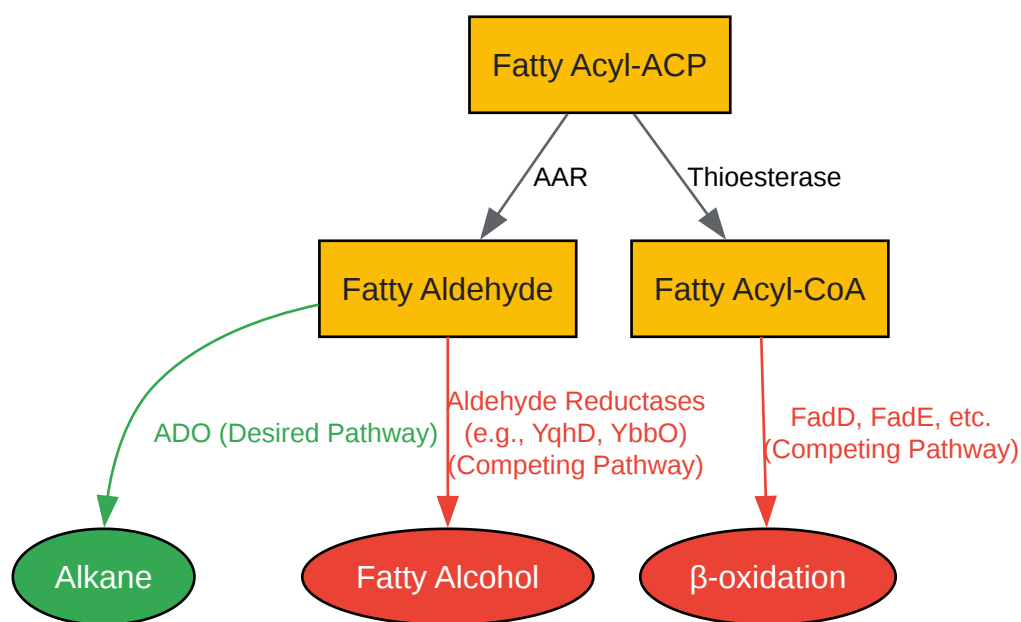 Fatty Acyl-ACP
AAR
Thioesterase
Fatty Aldehyde
Fatty Acyl-CoA
ADO (Desired Pathway)
Aldehyde Reductases
(e.g., YqhD, YbbO)
(Competing Pathway)
FadD, FadE, etc.
(Competing Pathway)
Alkane
Fatty Alcohol
β-oxidation